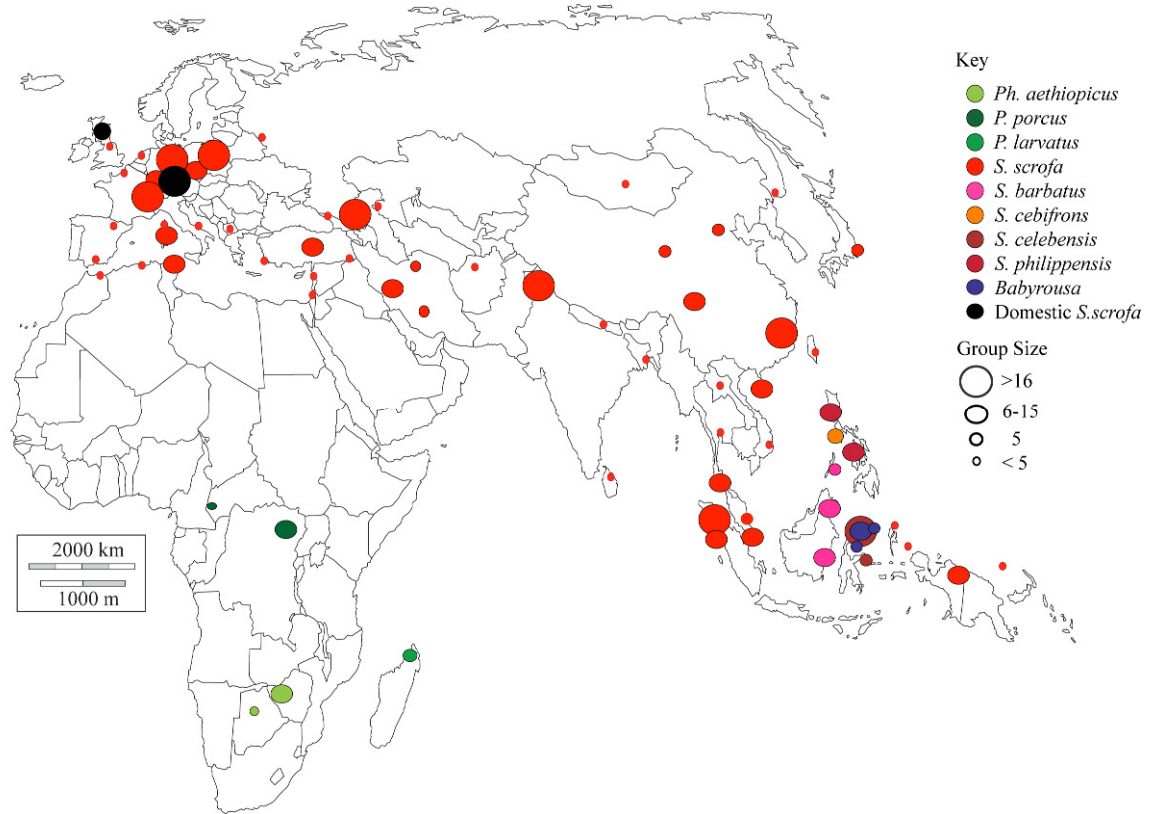 Key
Ph. aethiopicus
P. porcus
P. larvatus
S. scrofa
S. barbatus
S. cebifrons
S. celebensis
S. philippensis
Babyrousa
Domestic S.scrofa
Group Size
>16
6-15
5
< 5
2000 km
1000 m